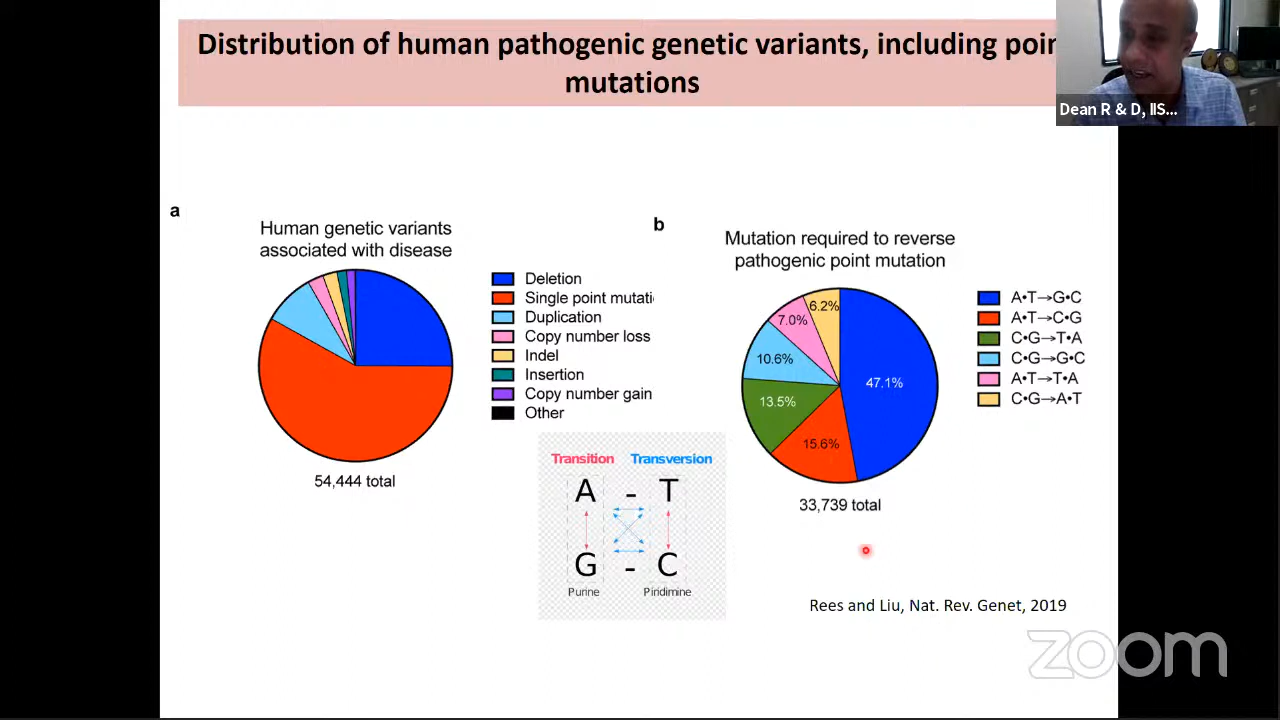 Distribution of human pathogenic genetic variants, including poin
mutations
Dean R & D, IIS...
a
Human genetic variants
associated with disease
Deletion
Single point mutati
Duplication
Copy number loss
Indel
Insertion
Copy number gain
Other
54,444 total
b
Mutation required to reverse
pathogenic point mutation
6.2%
7.0%
10.6%
47.1%
13.5%
15.6%
A•T→G•C
A•T→C•G
C•G→T•A
C•G→G•C
A•T→T•A
C•G→A•T
33,739 total
Transition Transversion
A - T
G - C
Purine Piridimine
Rees and Liu, Nat. Rev. Genet, 2019
zoom